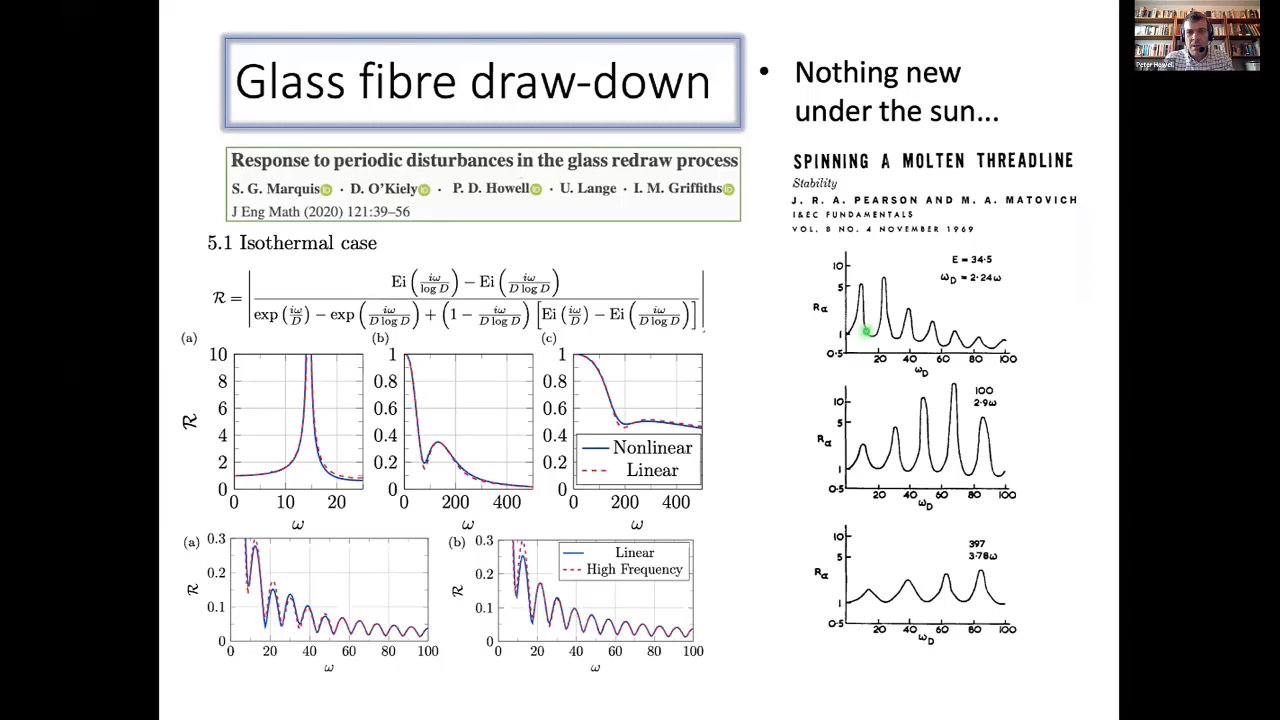 Glass fibre draw-down
Response to periodic disturbances in the glass redraw process
S. G. Marquis · D. O'Kiely · P. D. Howell · U. Lange · I. M. Griffiths
J Eng Math (2020) 121:39–56
5.1 Isothermal case
ℛ = | Ei(iω/log D) − Ei(iω/D log D) / exp(iω/D) − exp(iω/D log D) + (1 − iω/D log D)[Ei(iω/D) − Ei(iω/D log D)] |
(a)
10
8
6
4
2
0
ℛ
0 10 20
ω
(b)
1
0.8
0.6
0.4
0.2
0
0 200 400
ω
(c)
1
0.8
0.6
0.4
0.2
0
Nonlinear
Linear
0 200 400
ω
(a)
0.3
0.2
0.1
0
ℛ
0 20 40 60 80 100
ω
(b)
0.3
0.2
0.1
0
ℛ
Linear
High Frequency
0 20 40 60 80 100
ω
• Nothing new
under the sun...
SPINNING A MOLTEN THREADLINE
Stability
J. R. A. PEARSON AND M. A. MATOVICH
I&EC FUNDAMENTALS
VOL. 8 NO. 4 NOVEMBER 1969
E = 34·5
ω_D = 2·24ω
10
5
R_α
1
0·5
20 40 60 80 100
ω_D
100
2·9ω
10
5
R_α
1
0·5
20 40 60 80 100
ω_D
397
3·78ω
10
5
R_α
1
0·5
20 40 60 80 100
ω_D
Peter Howell